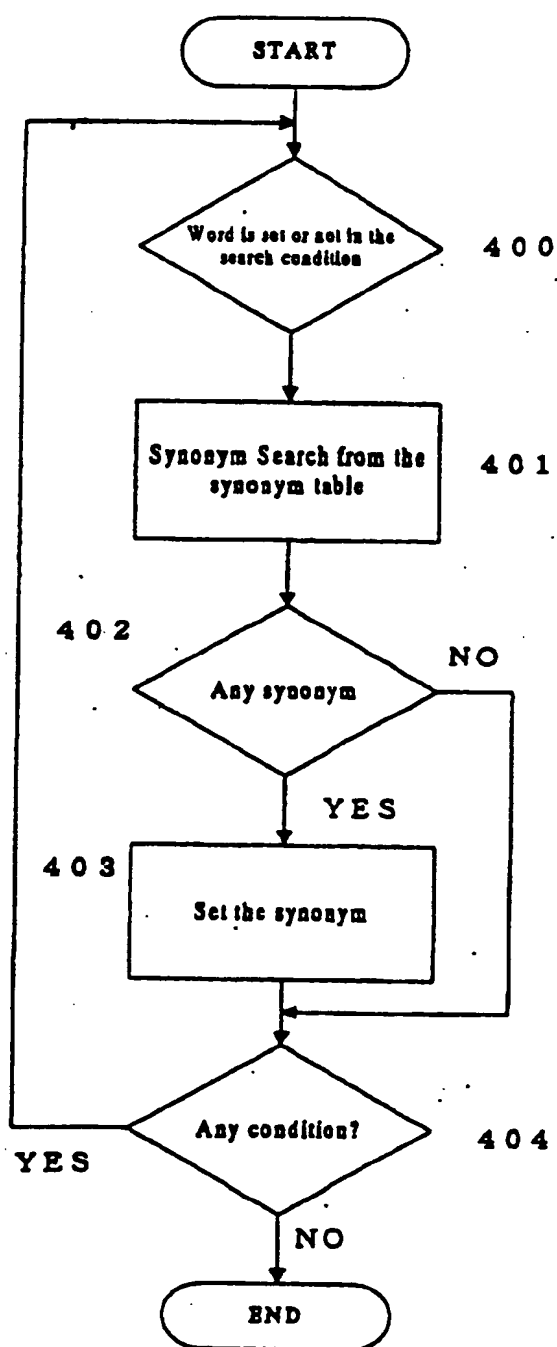 START
Word is set or not in the
search condition
400
Synonym Search from the
synonym table
401
402
Any synonym
NO
YES
403
Set the synonym
Any condition?
404
YES
NO
END